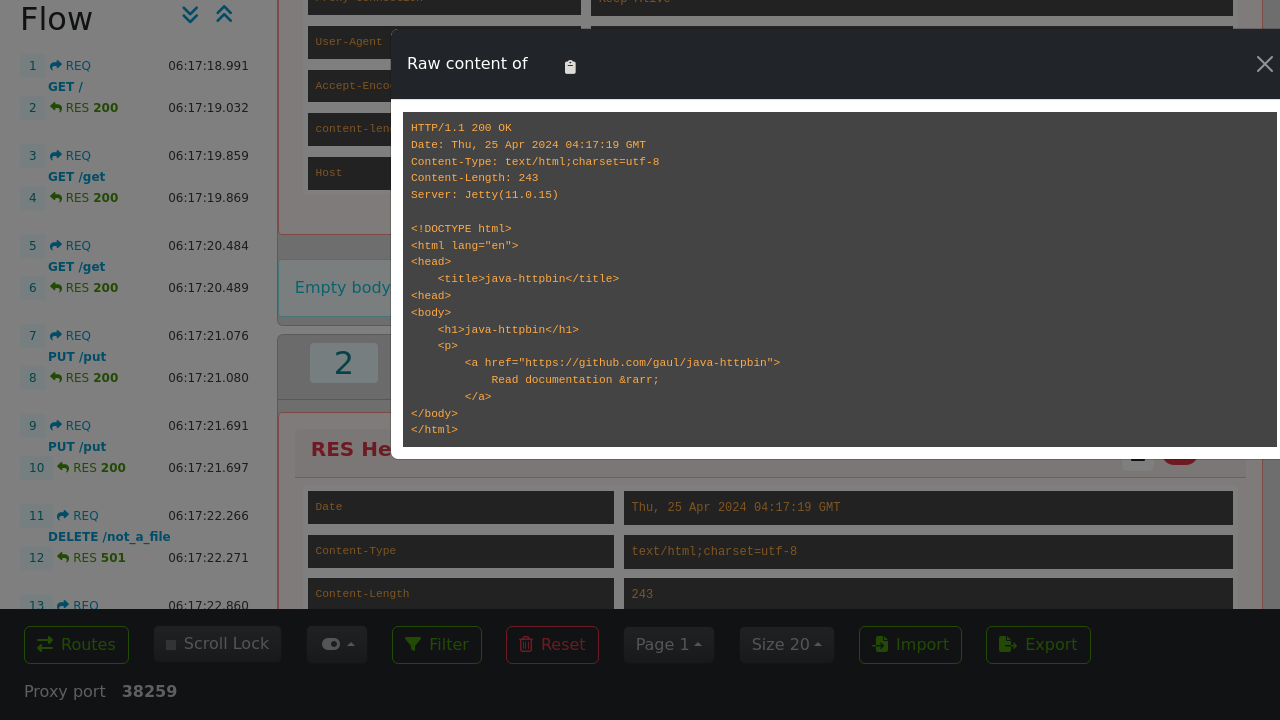 Flow
1 REQ 06:17:18.991
GET /
2 RES 200 06:17:19.032
3 REQ 06:17:19.859
GET /get
4 RES 200 06:17:19.869
5 REQ 06:17:20.484
GET /get
6 RES 200 06:17:20.489
7 REQ 06:17:21.076
PUT /put
8 RES 200 06:17:21.080
9 REQ 06:17:21.691
PUT /put
10 RES 200 06:17:21.697
11 REQ 06:17:22.266
DELETE /not_a_file
12 RES 501 06:17:22.271
13 REQ 06:17:22.860
User-Agent
Accept-Enco
content-len
Host
Empty body
2
Raw content of
HTTP/1.1 200 OK
Date: Thu, 25 Apr 2024 04:17:19 GMT
Content-Type: text/html;charset=utf-8
Content-Length: 243
Server: Jetty(11.0.15)
<!DOCTYPE html>
<html lang="en">
<head>
<title>java-httpbin</title>
<head>
<body>
<h1>java-httpbin</h1>
<p>
<a href="https://github.com/gaul/java-httpbin">
Read documentation &rarr;
</a>
</body>
</html>
RES He
Date Thu, 25 Apr 2024 04:17:19 GMT
Content-Type text/html;charset=utf-8
Content-Length 243
Routes Scroll Lock Filter Reset Page 1 Size 20 Import Export
Proxy port 38259